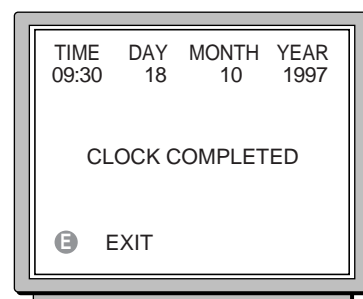 TIME DAY MONTH YEAR
09:30 18 10 1997
CLOCK COMPLETED
E EXIT